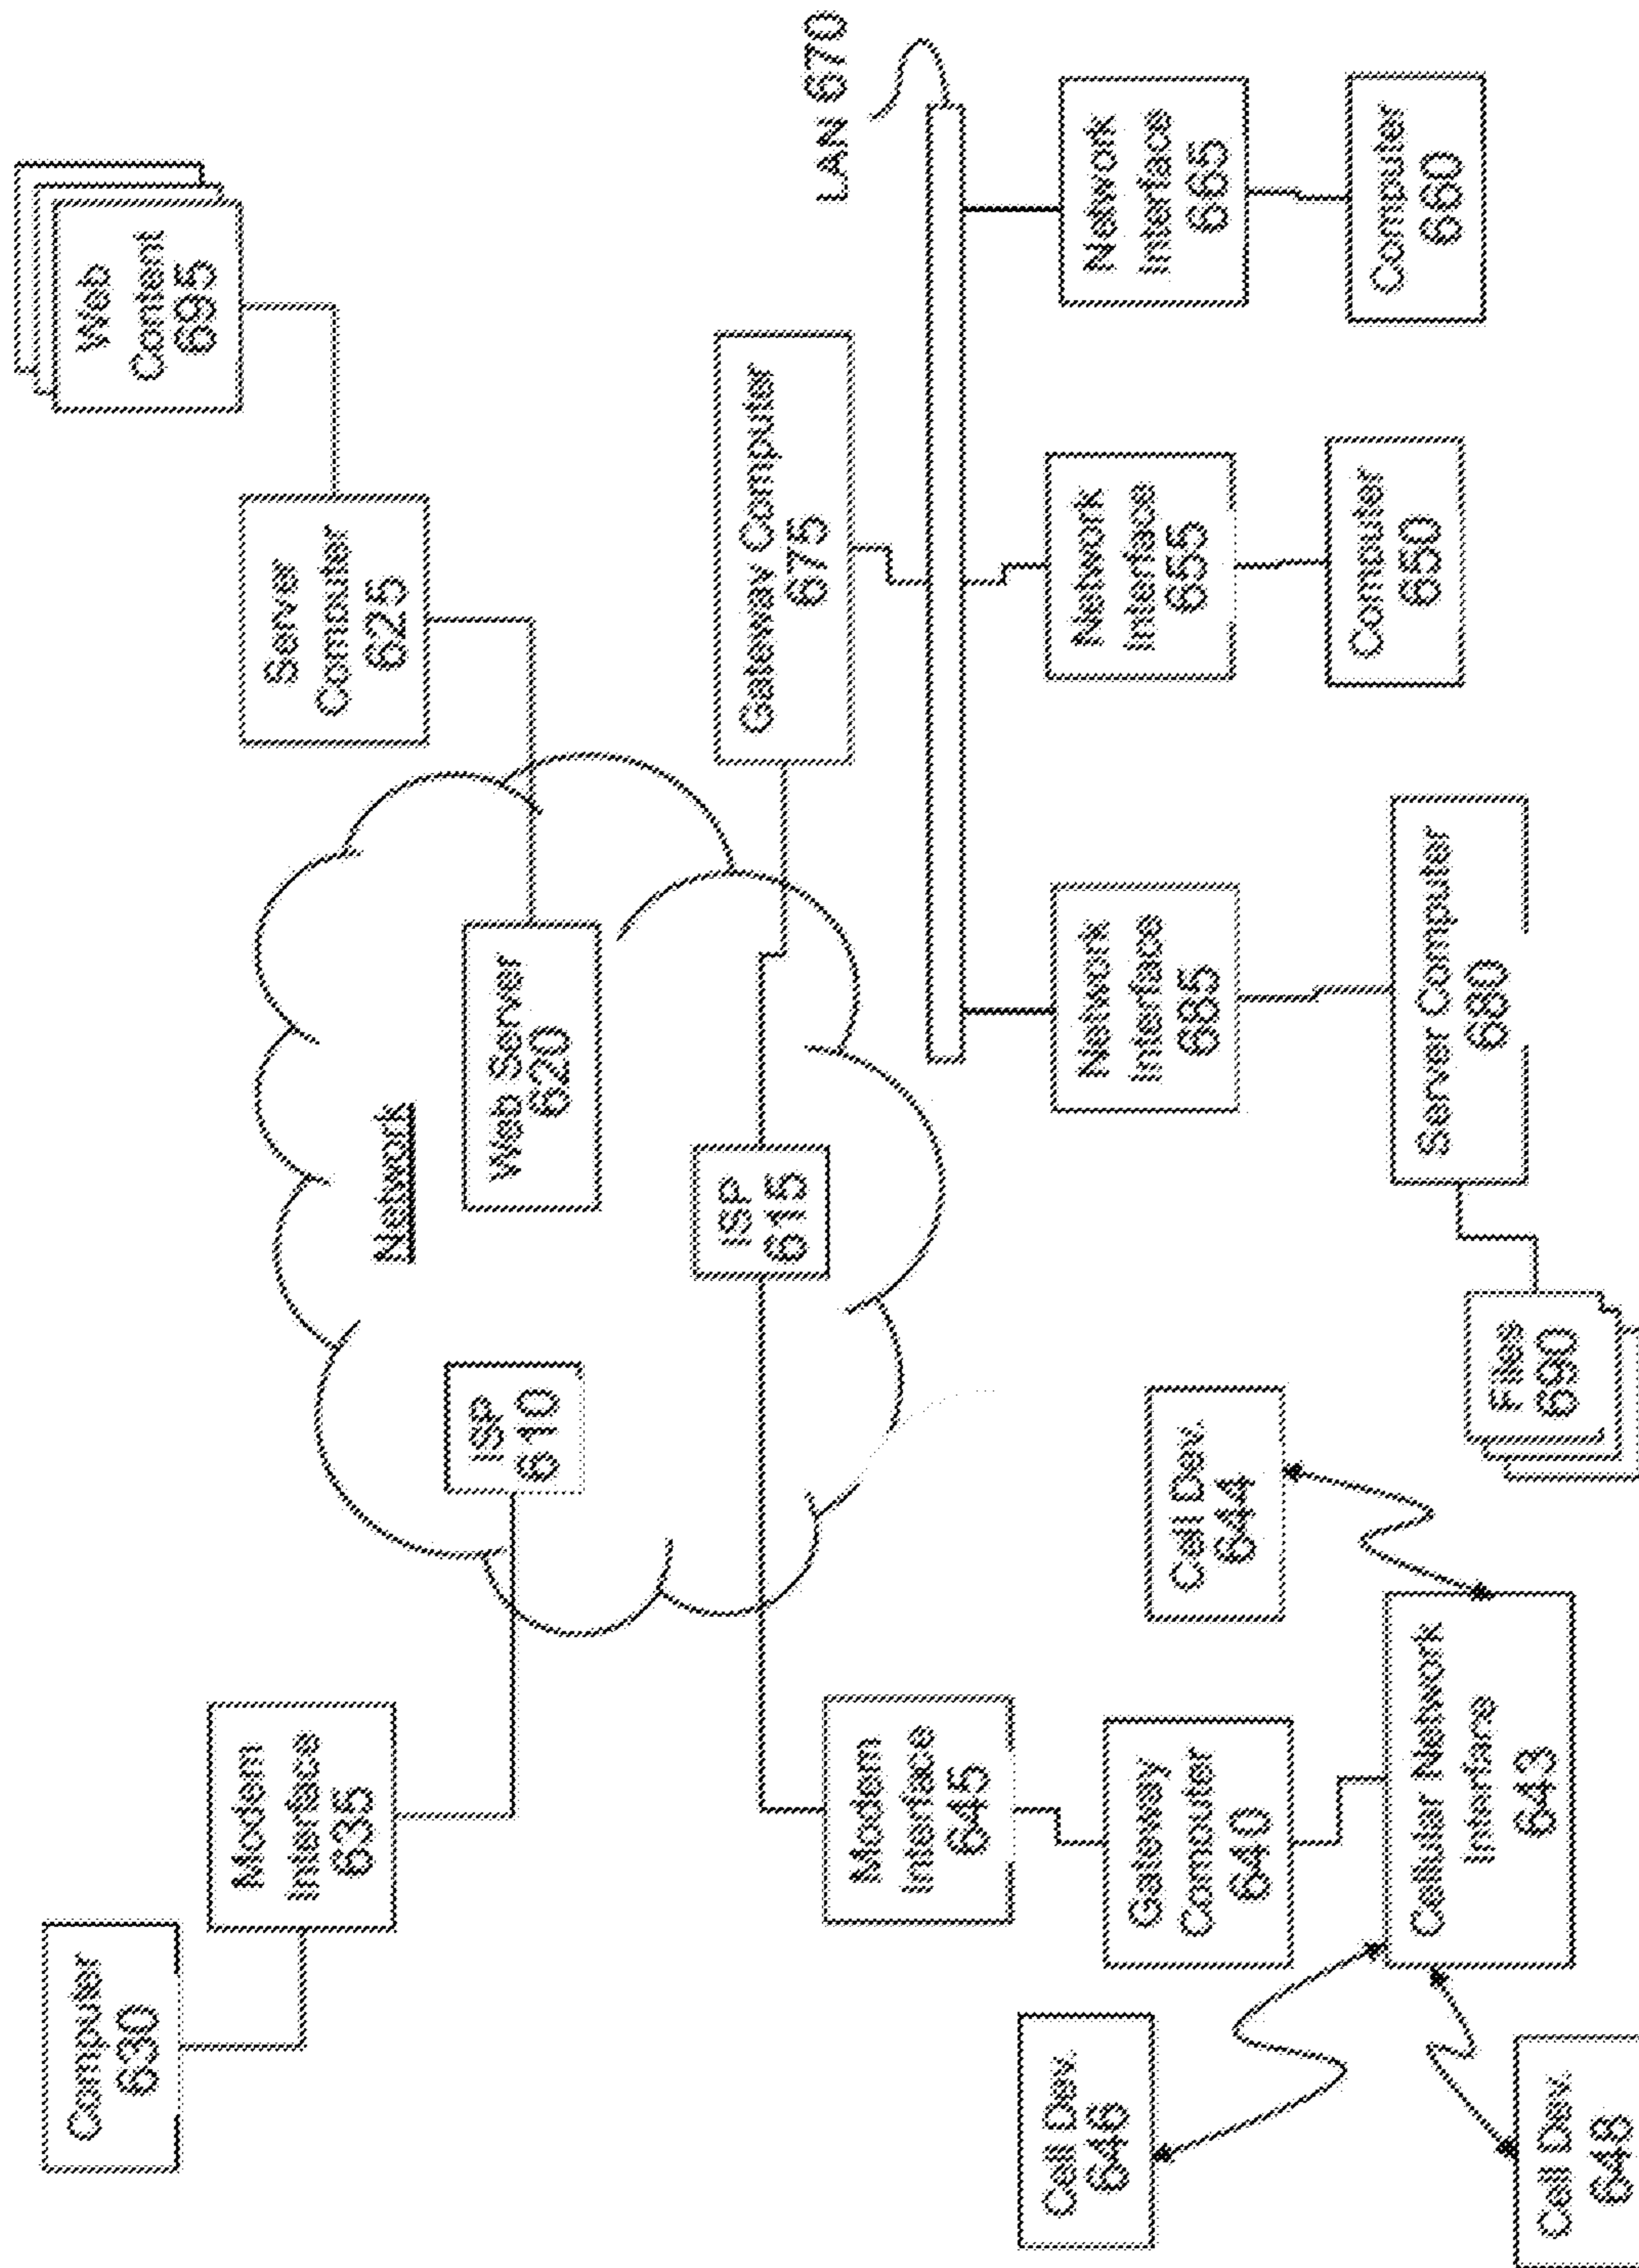 Computer
630
Modem
Interface
635
ISP
610
Network
Web Server
620
Server
Computer
625
Web
Content
695
ISP
615
Gateway Computer
675
LAN 670
Modem
Interface
645
Gateway
Computer
640
Cellular Network
Interface
643
Cell Dev.
646
Cell Dev.
648
Cell Dev.
644
Network
Interface
685
Server Computer
680
Files
690
Network
Interface
655
Computer
650
Network
Interface
665
Computer
660